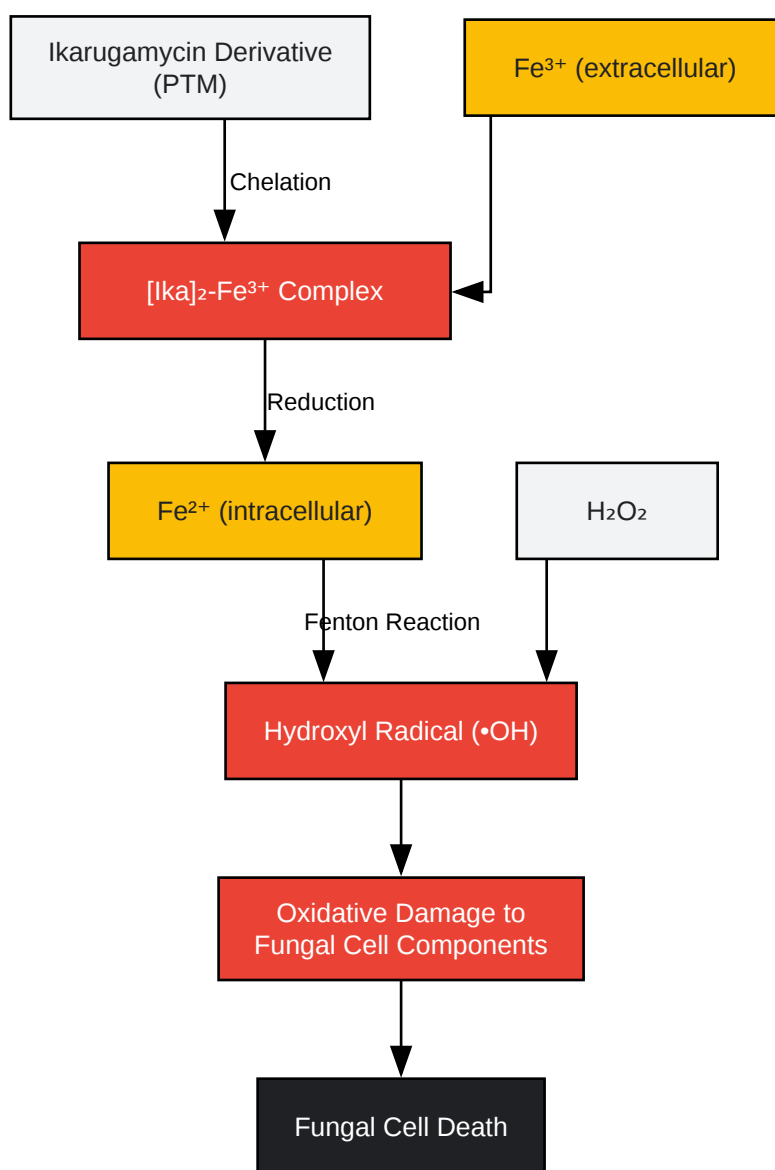 Ikarugamycin Derivative
(PTM)
Fe³⁺ (extracellular)
Chelation
[Ika]₂-Fe³⁺ Complex
Reduction
Fe²⁺ (intracellular)
H₂O₂
Fenton Reaction
Hydroxyl Radical (•OH)
Oxidative Damage to
Fungal Cell Components
Fungal Cell Death